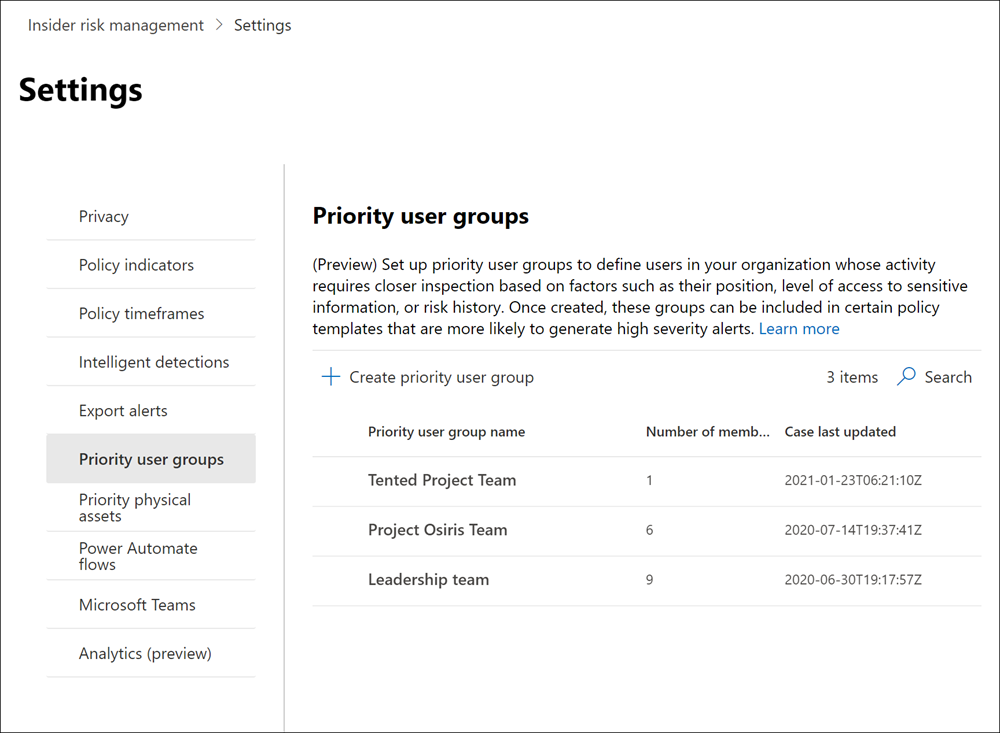 Insider risk management > Settings
Settings
Privacy
Policy indicators
Policy timeframes
Intelligent detections
Export alerts
Priority user groups
Priority physical
assets
Power Automate
flows
Microsoft Teams
Analytics (preview)
Priority user groups
(Preview) Set up priority user groups to define users in your organization whose activity
requires closer inspection based on factors such as their position, level of access to sensitive
information, or risk history. Once created, these groups can be included in certain policy
templates that are more likely to generate high severity alerts. Learn more
+ Create priority user group 3 items Search
Priority user group name Number of memb... Case last updated
Tented Project Team 1 2021-01-23T06:21:10Z
Project Osiris Team 6 2020-07-14T19:37:41Z
Leadership team 9 2020-06-30T19:17:57Z